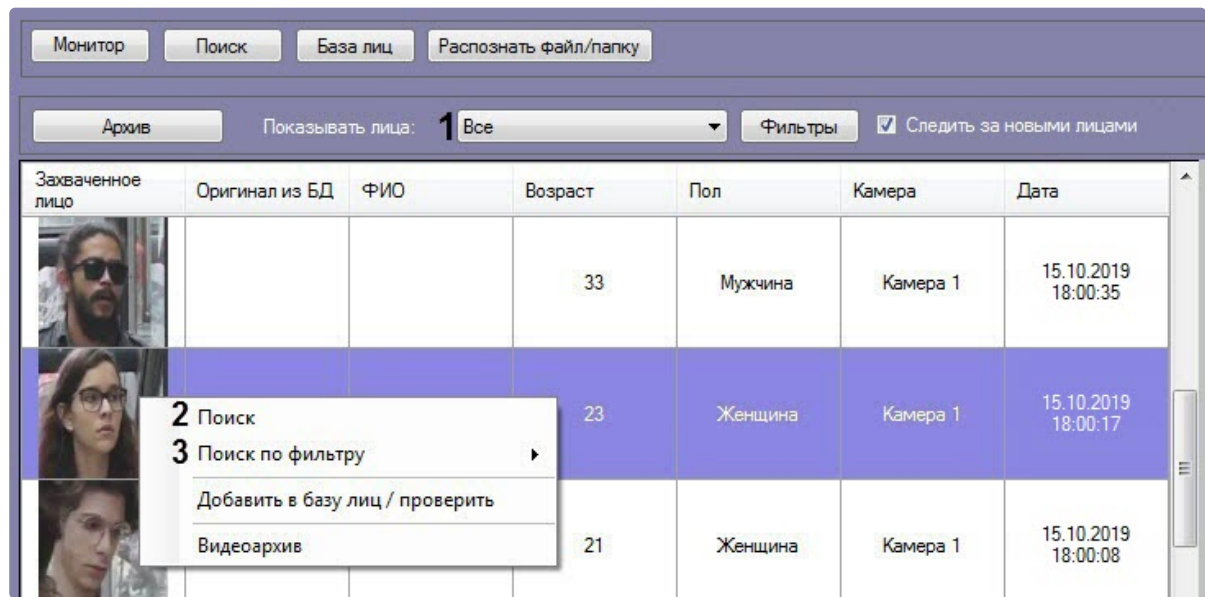 Монитор Поиск База лиц Распознать файл/папку
Архив Показывать лица: 1 Все Фильтры Следить за новыми лицами
Захваченное
лицо
Оригинал из БД ФИО Возраст Пол Камера Дата
33 Мужчина Камера 1 15.10.2019
18:00:35
23 Женщина Камера 1 15.10.2019
18:00:17
2 Поиск
3 Поиск по фильтру
Добавить в базу лиц / проверить
Видеоархив
21 Женщина Камера 1 15.10.2019
18:00:08